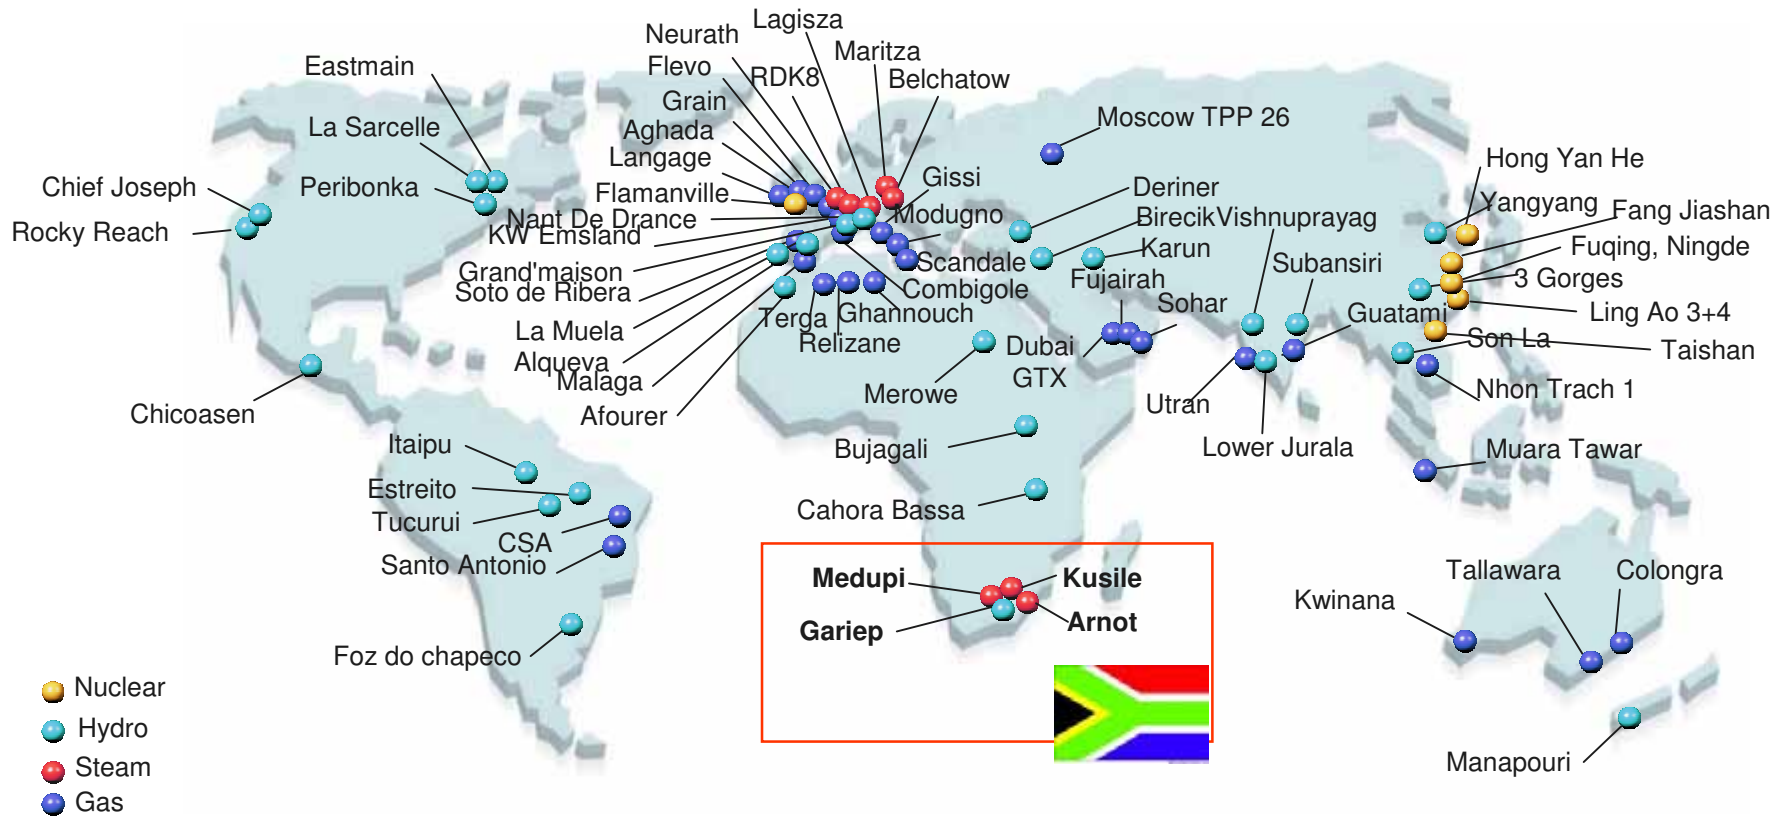 Lagisza
Neurath
Maritza
Eastmain
Flevo
RDK8
Belchatow
Grain
Moscow TPP 26
La Sarcelle
Aghada
Langage
Hong Yan He
Chief Joseph
Peribonka
Flamanville
Gissi
Deriner
Yangyang
Fang Jiashan
Rocky Reach
Nant De Drance
Modugno
Birecik
Vishnuprayag
KW Emsland
Karun
Fuqing, Ningde
Grand'maison
Scandale
Subansiri
Soto de Ribera
Combigole
Fujairah
3 Gorges
La Muela
Terga
Ghannouch
Sohar
Guatami
Ling Ao 3+4
Relizane
Dubai
GTX
Son La
Taishan
Alqueva
Malaga
Merowe
Nhon Trach 1
Chicoasen
Afourer
Utran
Itaipu
Bujagali
Lower Jurala
Muara Tawar
Estreito
Tucurui
Cahora Bassa
CSA
Santo Antonio
Medupi
Kusile
Tallawara
Colongra
Gariep
Arnot
Kwinana
Foz do chapeco
Manapouri
Nuclear
Hydro
Steam
Gas